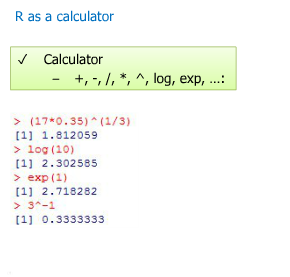 R as a calculator
✓ Calculator
– +, -, /, *, ^, log, exp, …:
> (17*0.35)^(1/3)
[1] 1.812059
> log(10)
[1] 2.302585
> exp(1)
[1] 2.718282
> 3^-1
[1] 0.3333333